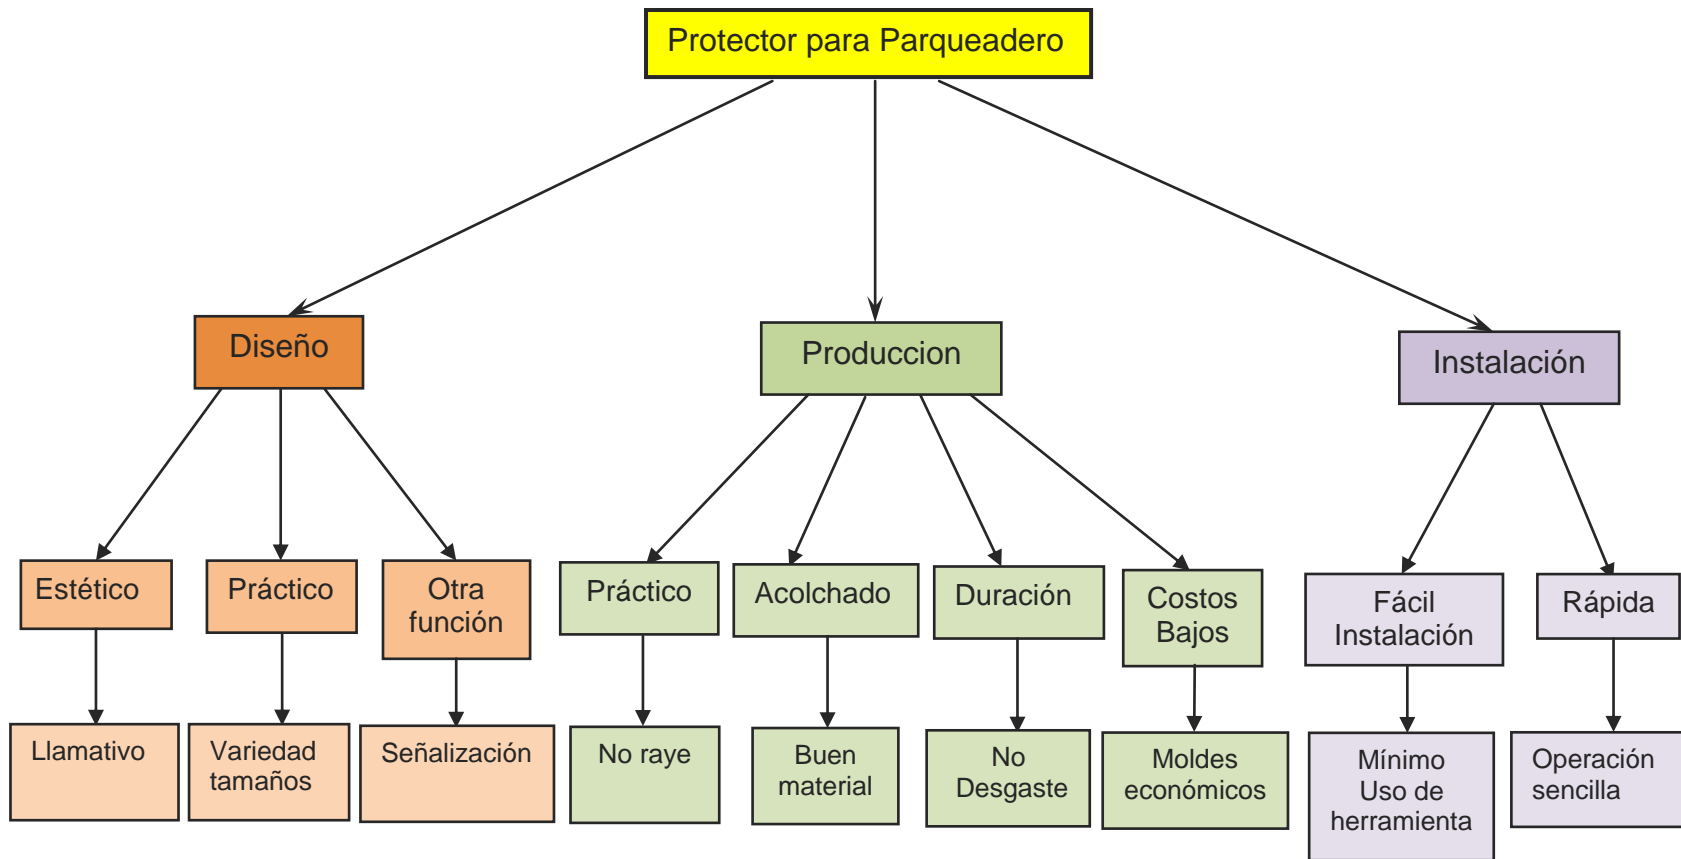 Protector para Parqueadero
Diseño
Produccion
Instalación
Estético
Práctico
Otra
función
Práctico
Acolchado
Duración
Costos
Bajos
Fácil
Instalación
Rápida
Llamativo
Variedad
tamaños
Señalización
No raye
Buen
material
No
Desgaste
Moldes
económicos
Mínimo
Uso de
herramienta
Operación
sencilla